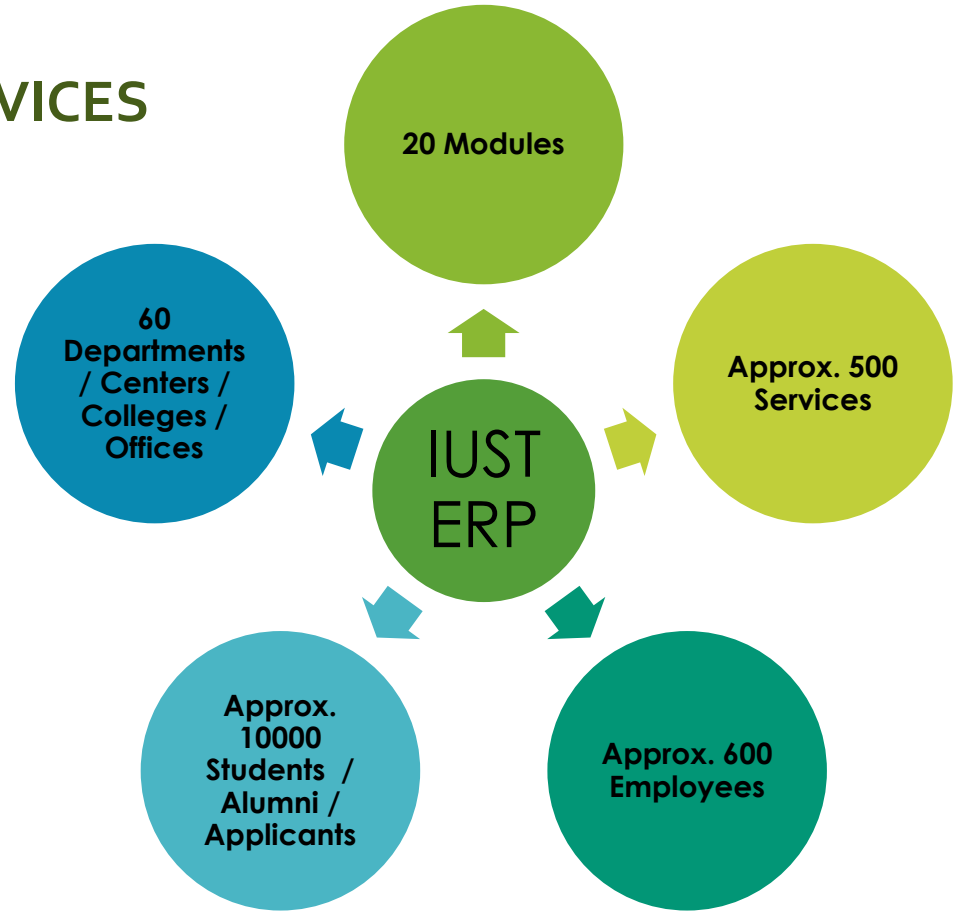 VICES
20 Modules
60
Departments
/ Centers /
Colleges /
Offices
Approx. 500
Services
IUST
ERP
Approx.
10000
Students /
Alumni /
Applicants
Approx. 600
Employees